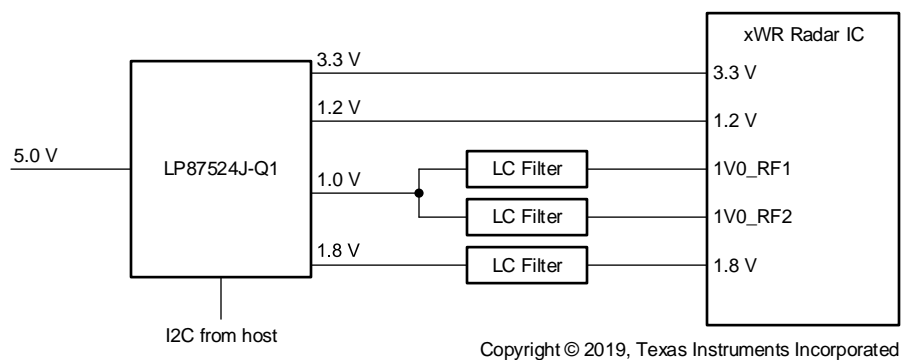 xWR Radar IC
3.3 V
3.3 V
1.2 V
1.2 V
5.0 V
LP87524J-Q1
LC Filter
1V0_RF1
1.0 V
LC Filter
1V0_RF2
1.8 V
LC Filter
1.8 V
I2C from host
Copyright © 2019, Texas Instruments Incorporated